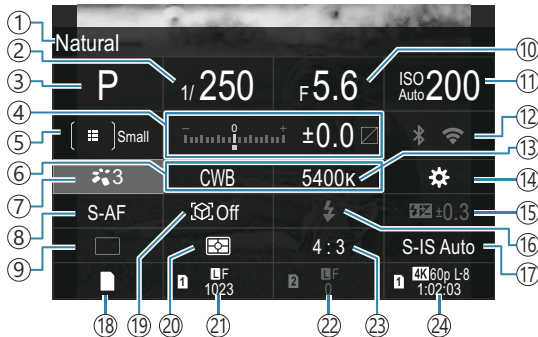 ① Natural
② ③ P 1/250 F5.6 ISO Auto 200 ⑩ ⑪
④ ⑤ Small − 0 + ±0.0 ⑫
⑥ ⑦ 3 CWB 5400K ⑬ ⑭
⑧ S-AF Off ±0.3 ⑮
⑨ 4:3 S-IS Auto ⑯ ⑰
1 LF 1023 2 LF 0 1 4K 60p L-8 1:02:03
⑱ ⑲ ⑳ ㉑ ㉒ ㉓ ㉔